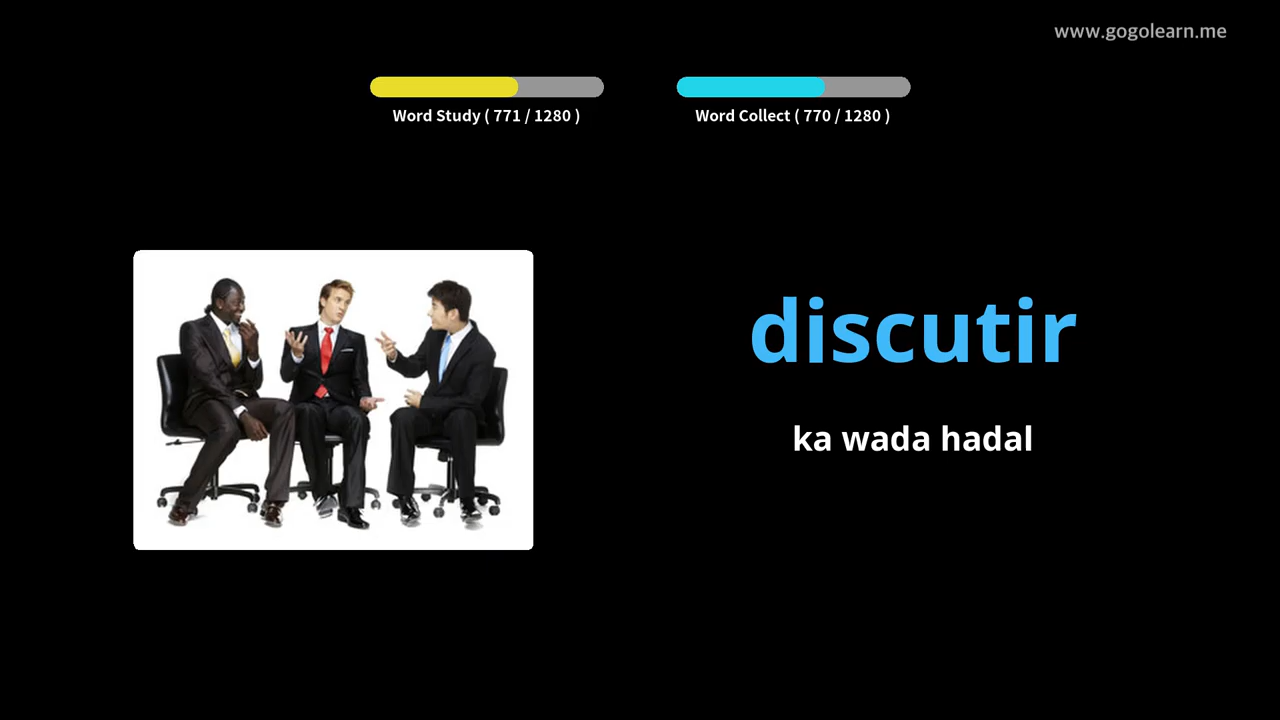 www.gogolearn.me
Word Study ( 771 / 1280 )
Word Collect ( 770 / 1280 )
discutir
ka wada hadal